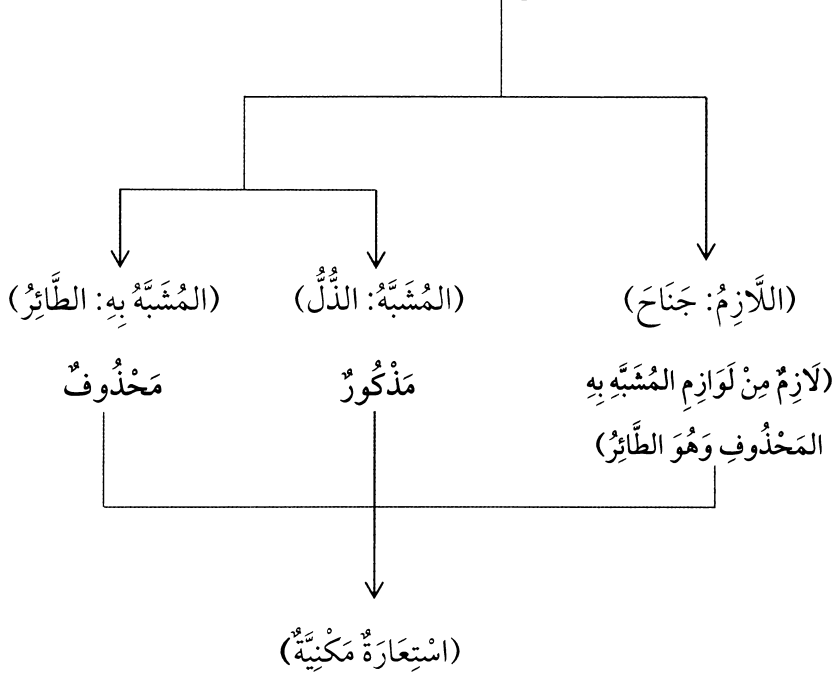 (اللَّازِمُ: جَنَاحَ)
(المُشَبَّهُ: الذُّلُّ)
(المُشَبَّهُ بِهِ: الطَّائِرُ)
(لَازِمٌ مِنْ لَوَازِمِ المُشَبَّهِ بِهِ
المَحْذُوفِ وَهُوَ الطَّائِرُ)
مَذْكُورٌ
مَحْذُوفٌ
(اسْتِعَارَةٌ مَكْنِيَّةٌ)